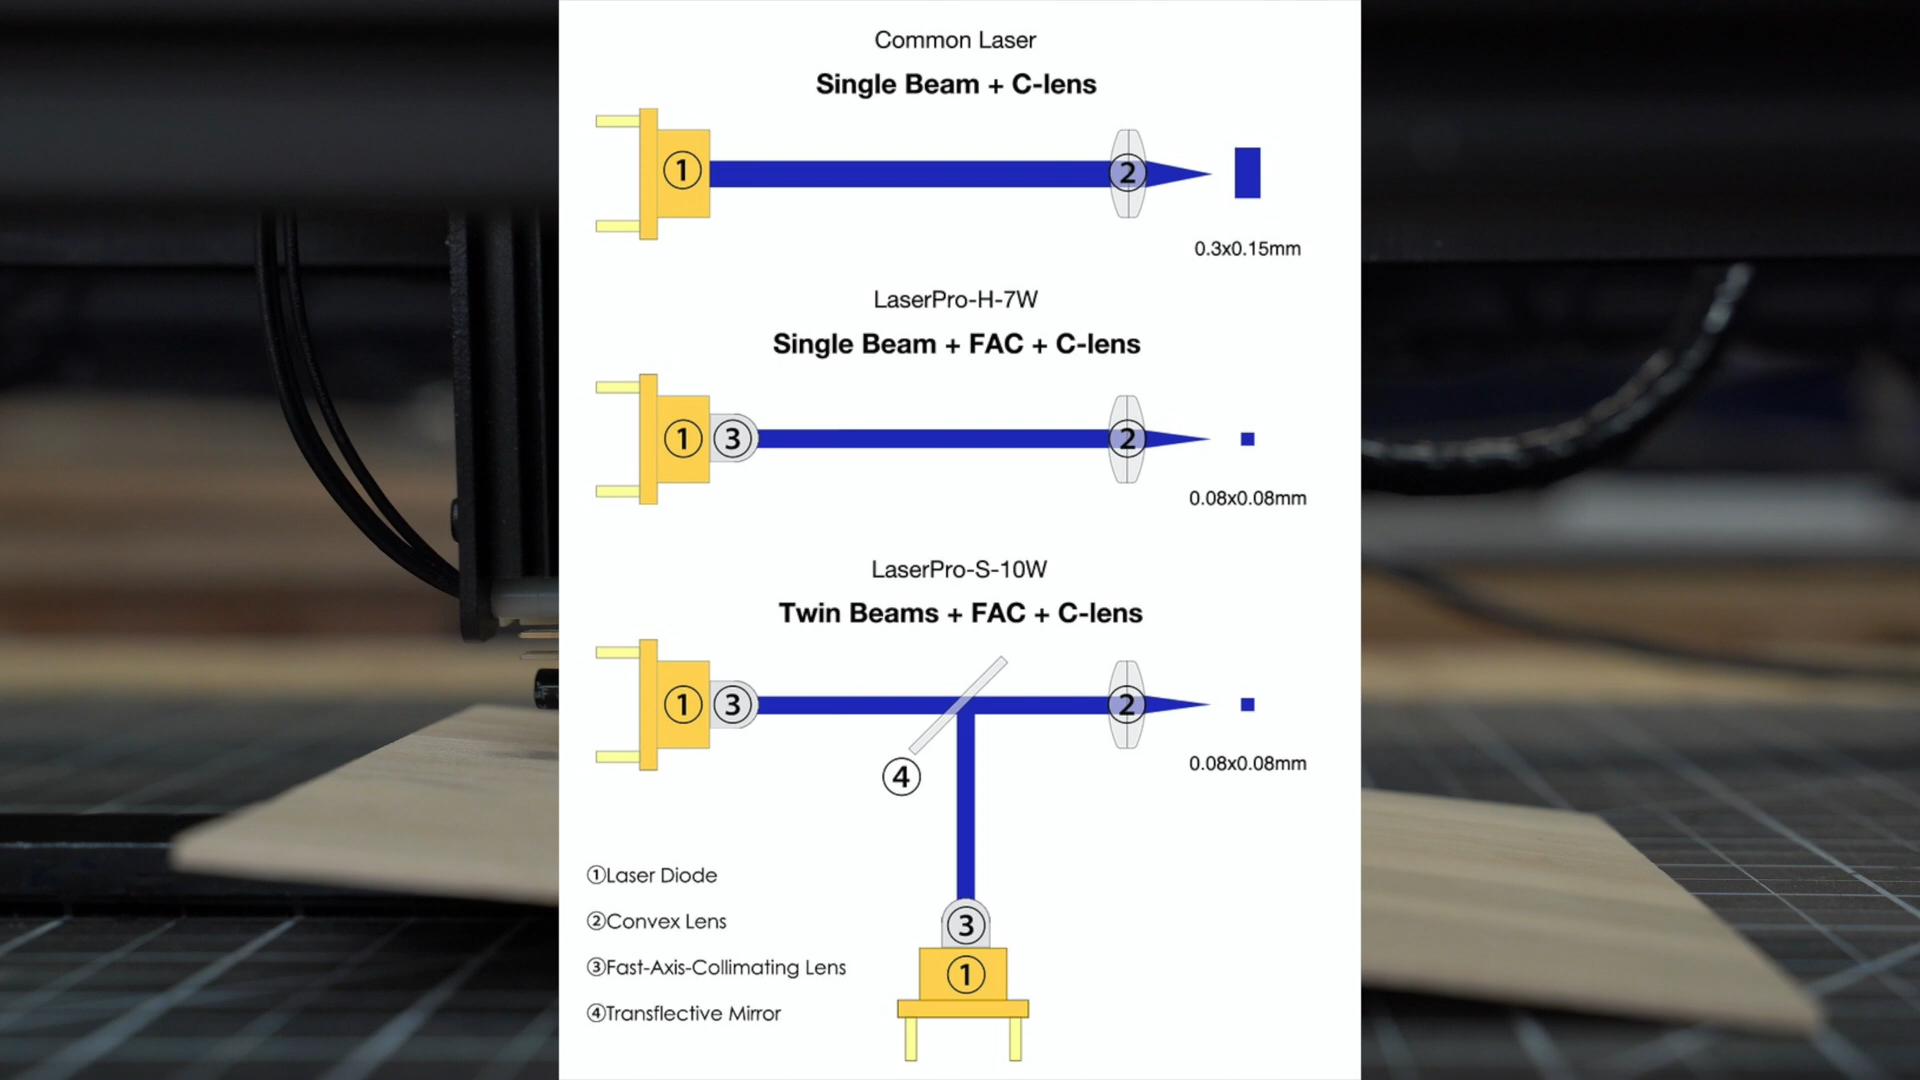 Common Laser
Single Beam + C-lens
① ②
0.3x0.15mm
LaserPro-H-7W
Single Beam + FAC + C-lens
① ③ ②
0.08x0.08mm
LaserPro-S-10W
Twin Beams + FAC + C-lens
① ③ ②
④
0.08x0.08mm
①Laser Diode
②Convex Lens
③
③Fast-Axis-Collimating Lens
①
④Transflective Mirror